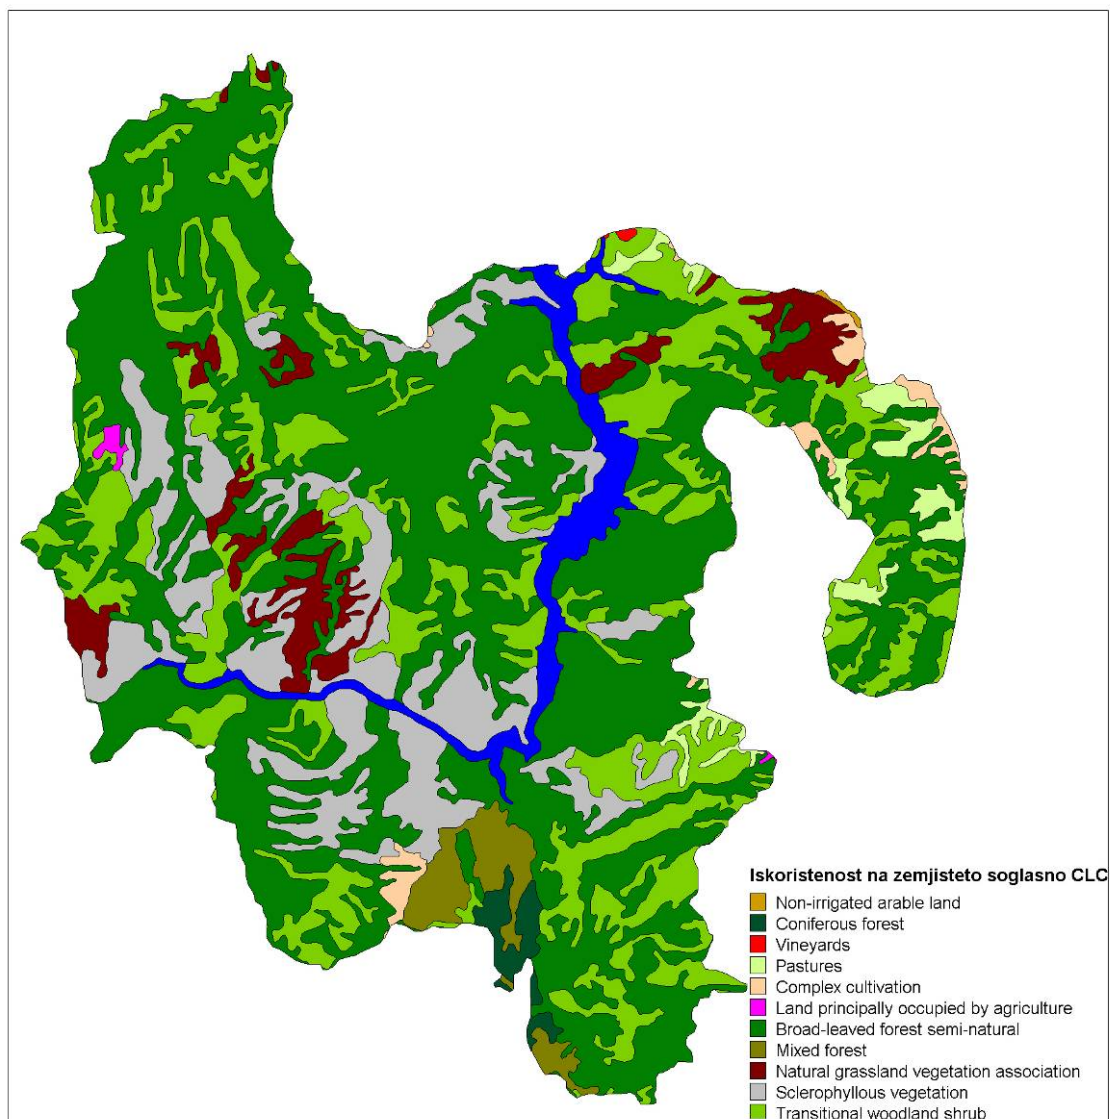 Iskoristenost na zemjisteto soglasno CLC
Non-irrigated arable land
Coniferous forest
Vineyards
Pastures
Complex cultivation
Land principally occupied by agriculture
Broad-leaved forest semi-natural
Mixed forest
Natural grassland vegetation association
Sclerophyllous vegetation
Transitional woodland shrub